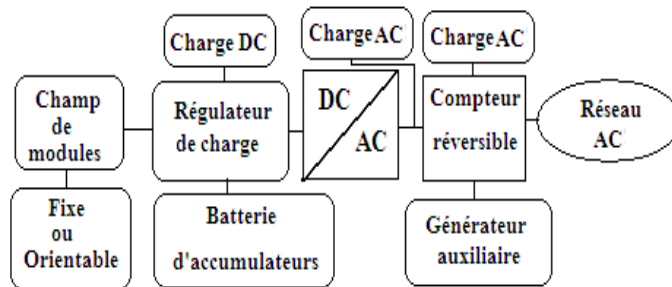 Charge DC
Charge AC
Charge AC
Champ
de
modules
Régulateur
de charge
DC
AC
Compteur
réversible
Réseau
AC
Fixe
ou
Orientable
Batterie
d'accumulateurs
Générateur
auxiliaire